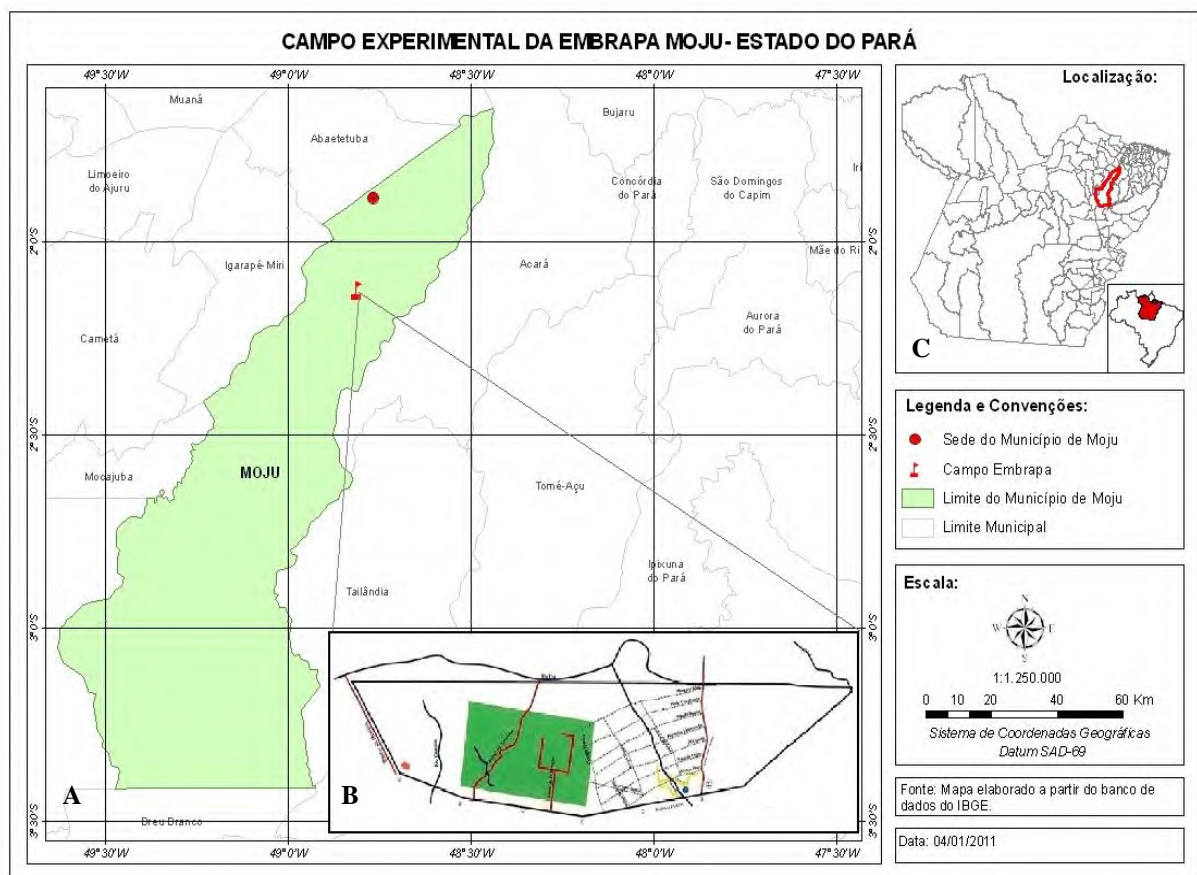 CAMPO EXPERIMENTAL DA EMBRAPA MOJU- ESTADO DO PARÁ
49° 30'W 49° 0'W 48° 30'W 48° 0'W 47° 30'W
Muaná
Abaetetuba
Bujaru
Limoeiro
do Ajuru
Concórdia
do Pará
São Domingos
do Capim
Iri
2° 0'S
2° 0'S
Igarapé-Miri
Acará
Mãe do Ri
Cametá
Aurora
do Pará
2° 30'S
2° 30'S
MOJU
Mocajuba
Tomé-Açu
Ipixuna
do Pará
Tailândia
3° 0'S
3° 0'S
A
B
Breu Branco
3° 30'S
3° 30'S
49° 30'W 49° 0'W 48° 30'W 48° 0'W 47° 30'W
Localização:
C
Legenda e Convenções:
Sede do Município de Moju
Campo Embrapa
Limite do Município de Moju
Limite Municipal
Escala:
N
W E
S
1:1.250.000
0 10 20 40 60 Km
Sistema de Coordenadas Geográficas
Datum SAD-69
Fonte: Mapa elaborado a partir do banco de
dados do IBGE.
Data: 04/01/2011